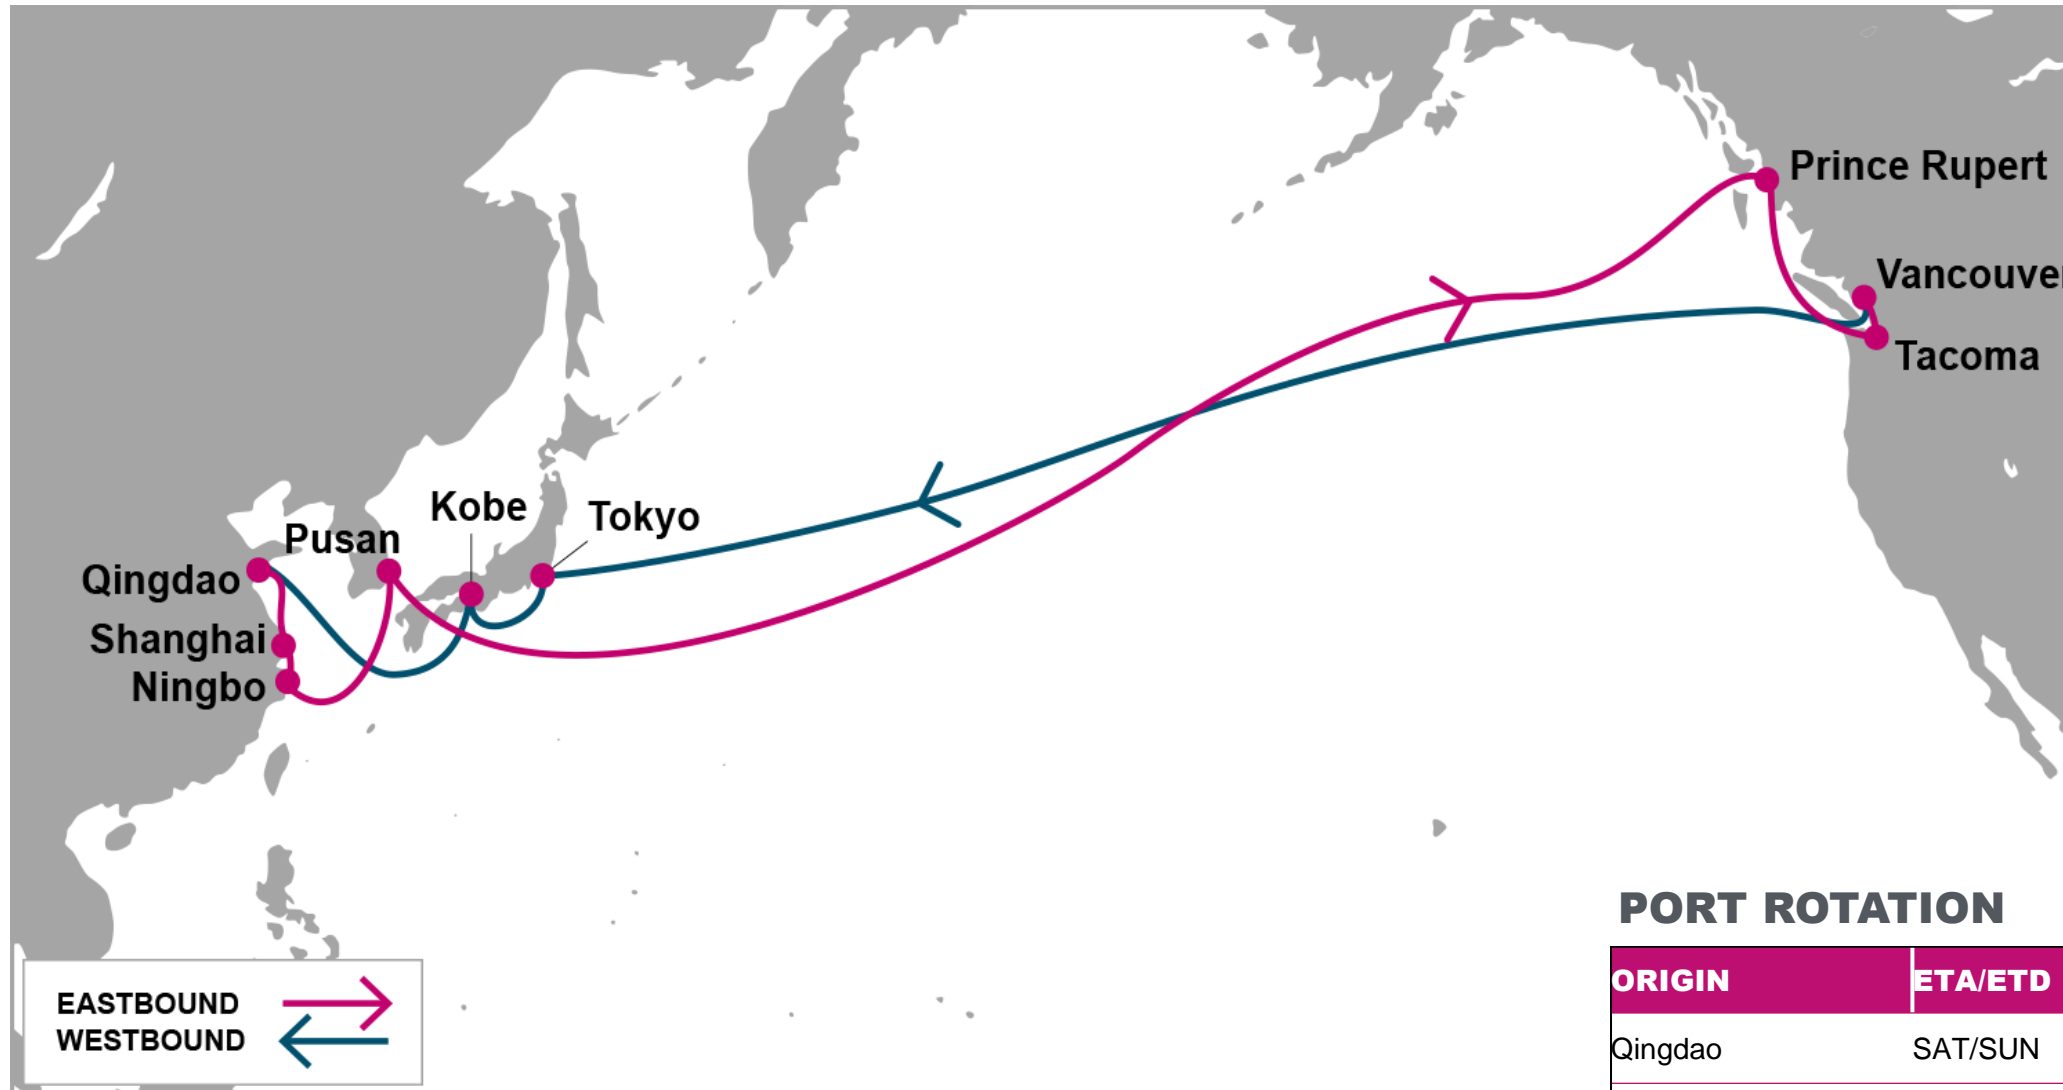 Prince Rupert
Vancouver
Tacoma
Kobe
Tokyo
Pusan
Qingdao
Shanghai
Ningbo
PORT ROTATION
ORIGIN ETA/ETD
Qingdao SAT/SUN
EASTBOUND
WESTBOUND